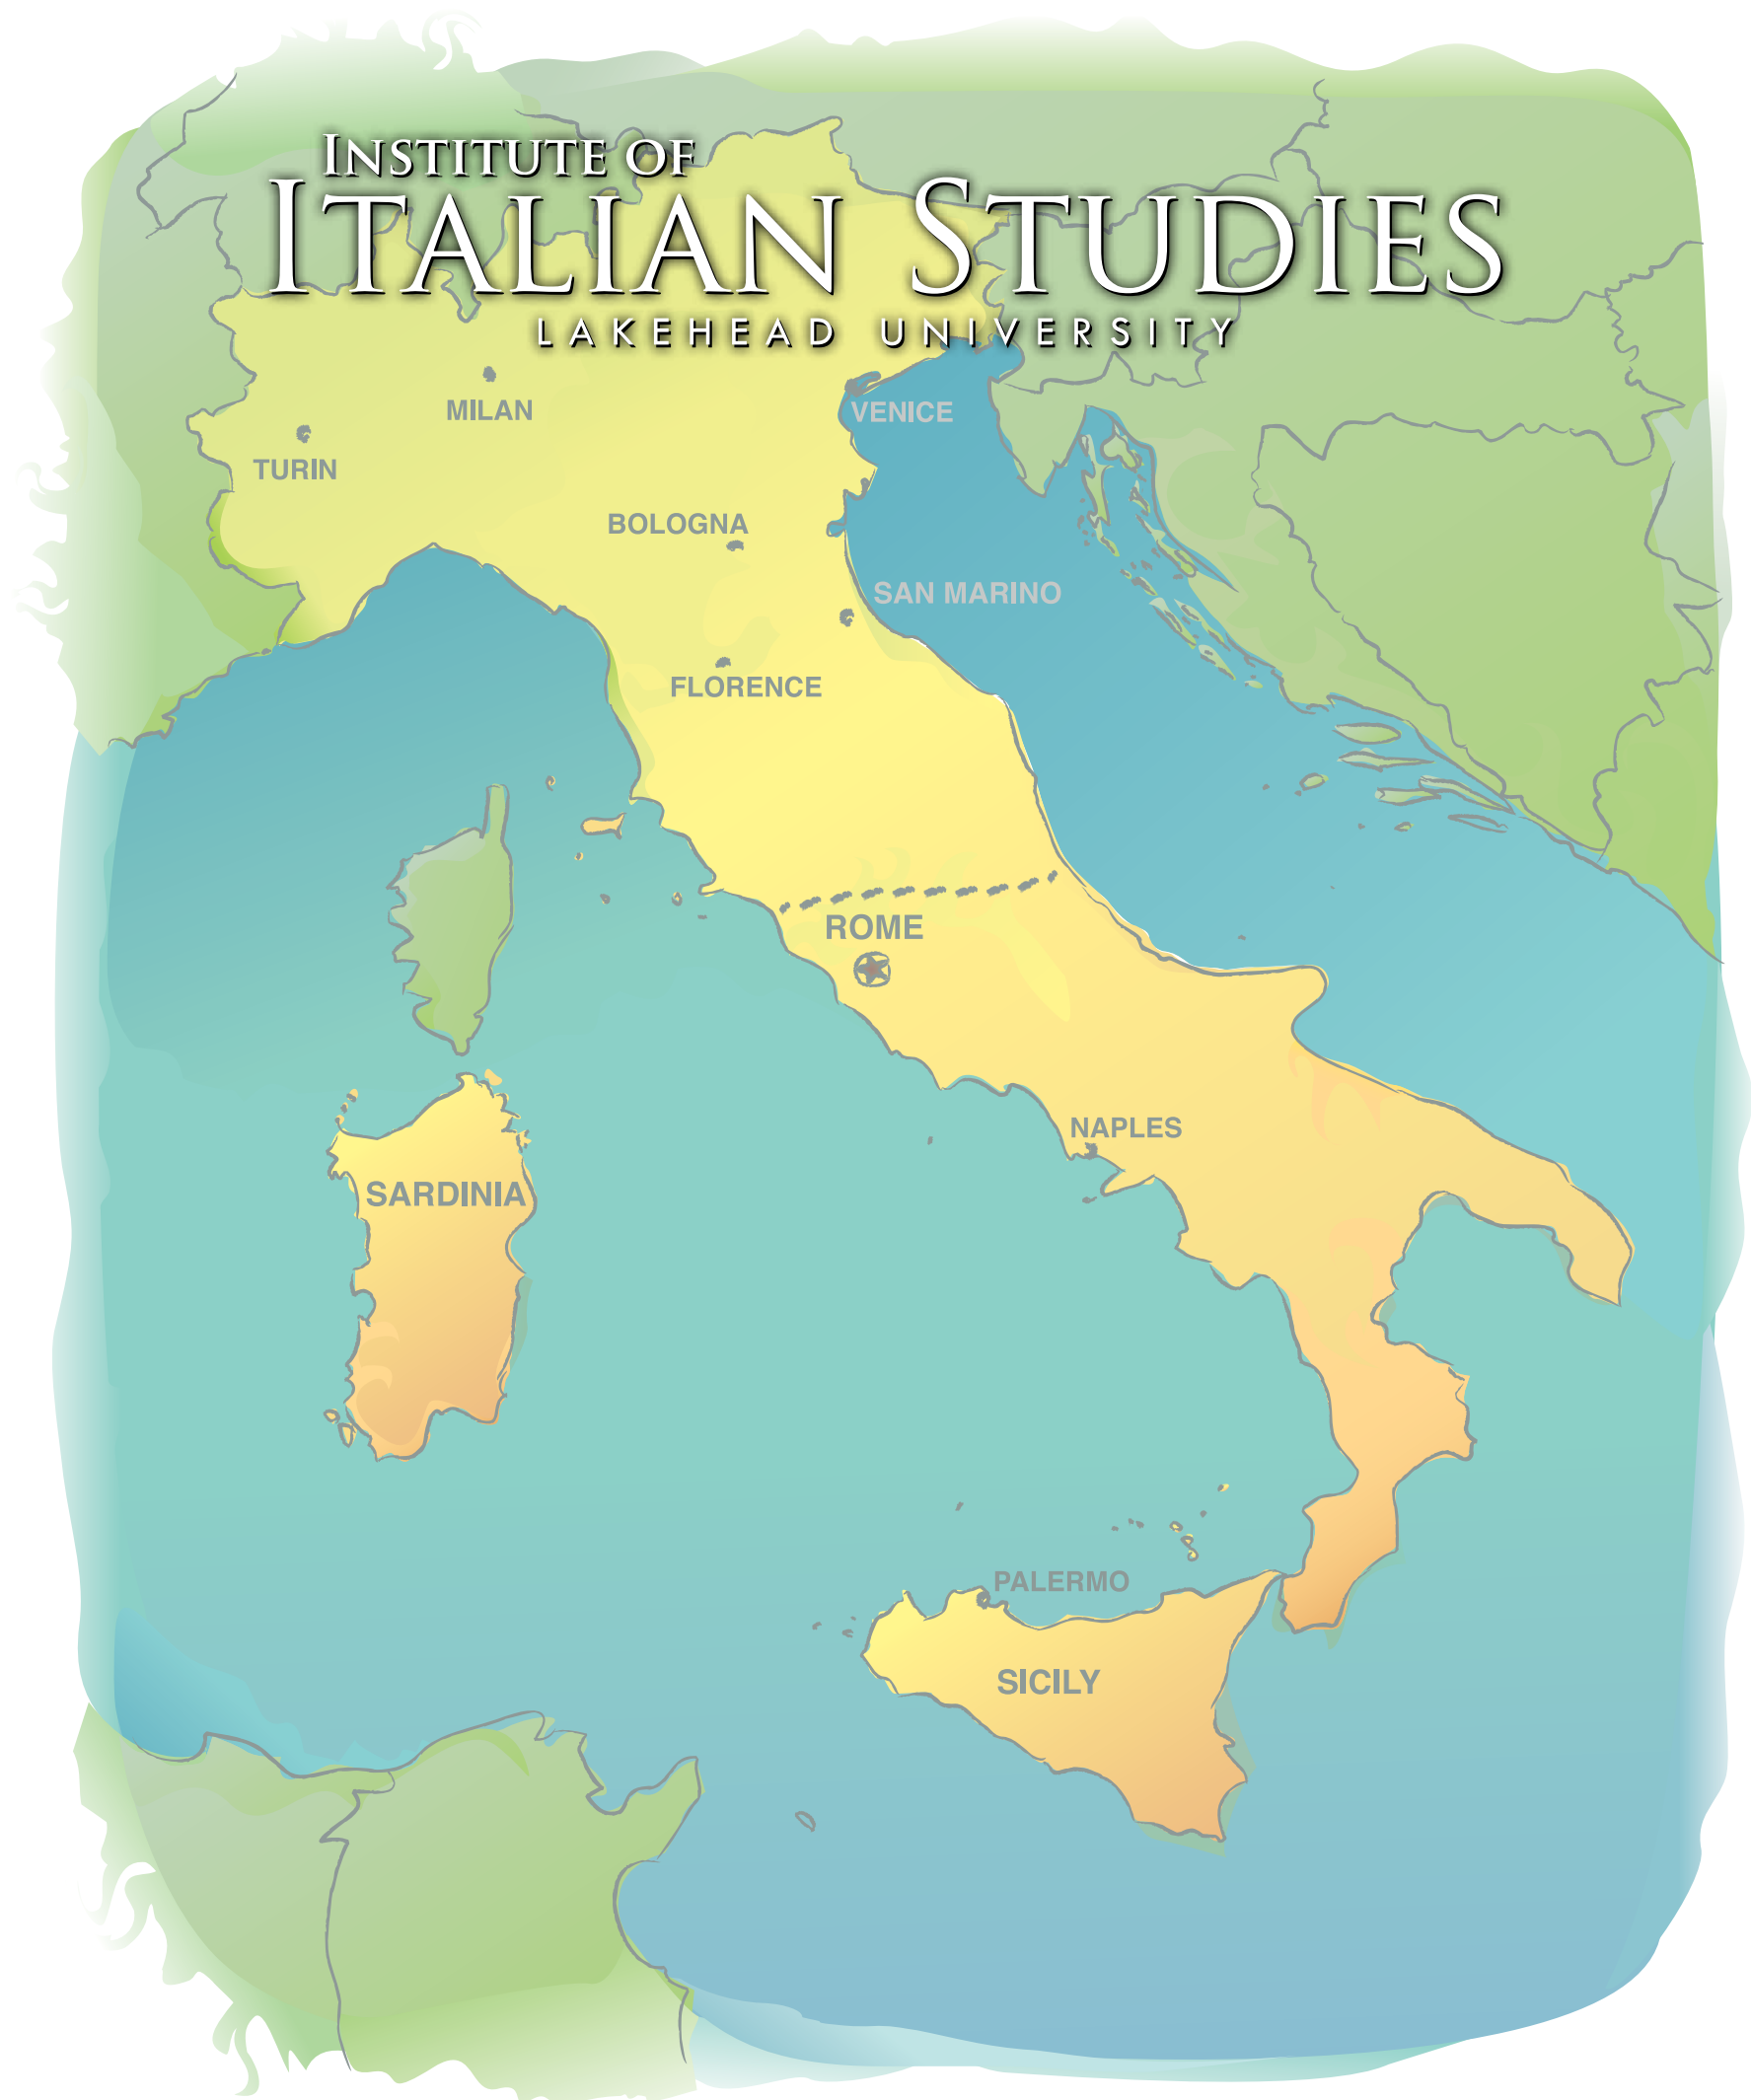 INSTITUTE OF
ITALIAN STUDIES
LAKEHEAD UNIVERSITY
MILAN
VENICE
TURIN
BOLOGNA
SAN MARINO
FLORENCE
ROME
NAPLES
SARDINIA
PALERMO
SICILY